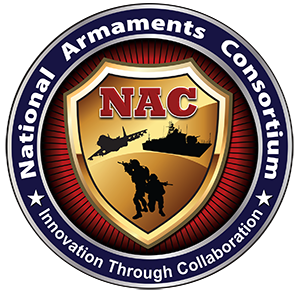 National Armaments Consortium
NAC
Innovation Through Collaboration